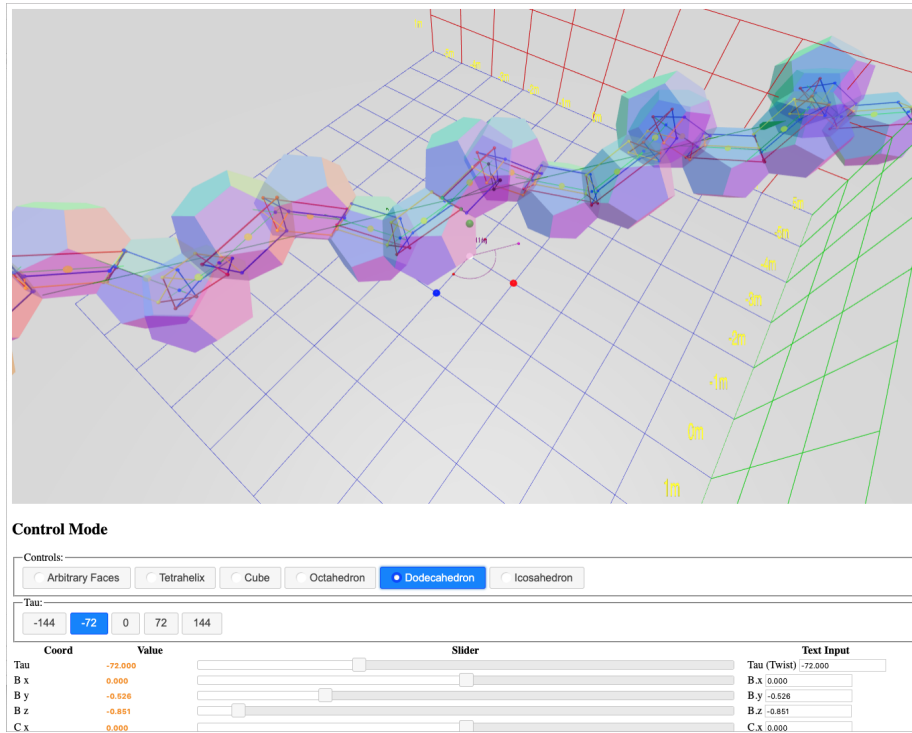 5m
-5m
-4m
-3m
-2m
-1m
0m
1m
Control Mode
Controls:
Arbitrary Faces Tetrahelix Cube Octahedron Dodecahedron Icosahedron
Tau:
-144 -72 0 72 144
Coord Value Slider Text Input
Tau -72.000 Tau (Twist) -72.000
B x 0.000 B.x 0.000
B y -0.526 B.y -0.526
B z -0.851 B.z -0.851
C x 0.000 C.x 0.000